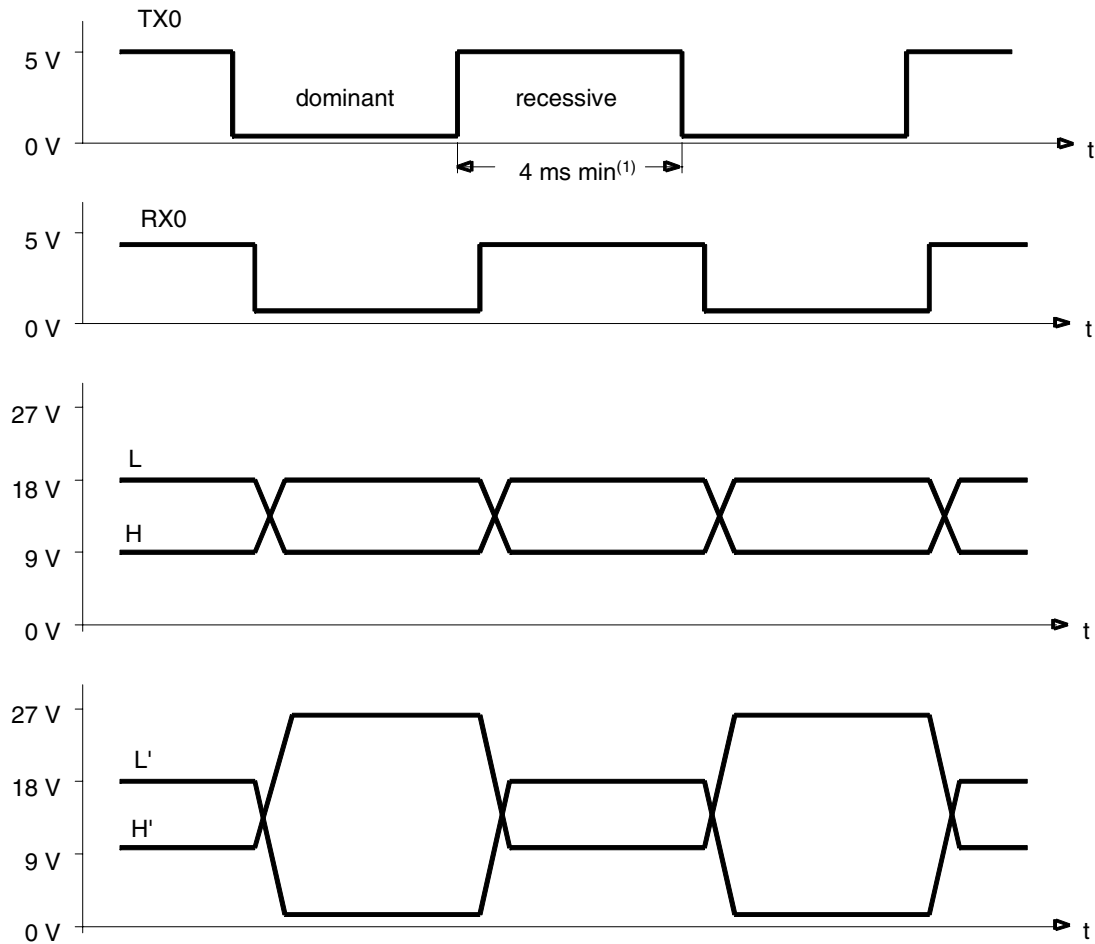 TX0
5 V
dominant recessive
0 V
t
4 ms min(1)
RX0
5 V
0 V
t
27 V
L
18 V
H
9 V
0 V
t
27 V
L'
18 V
H'
9 V
0 V
t